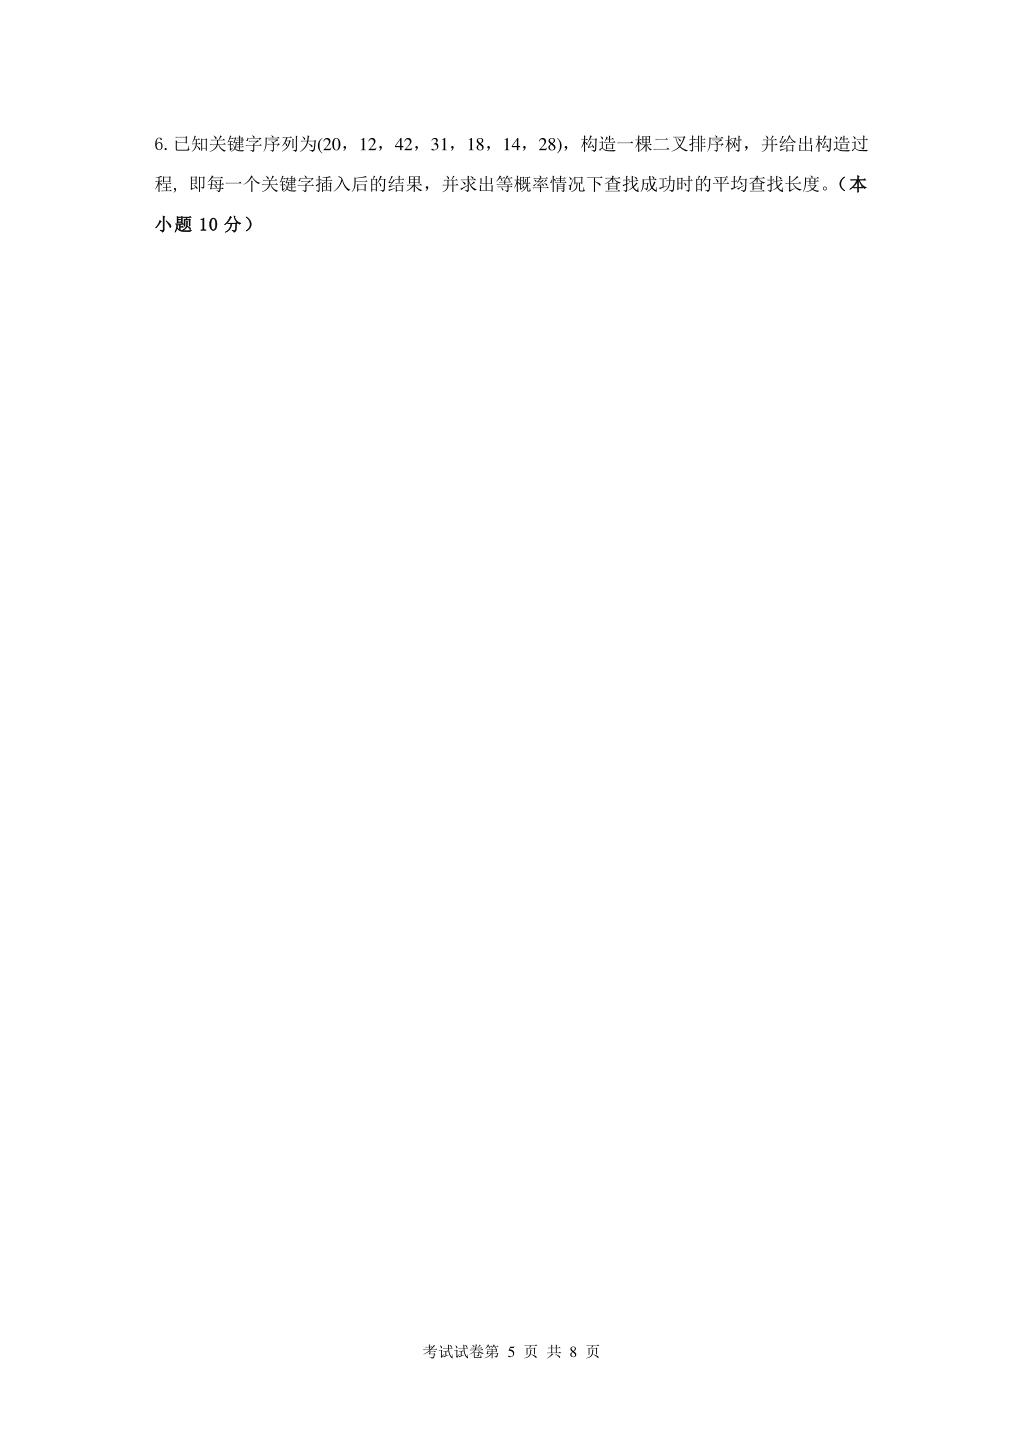 6. 已知关键字序列为(20，12，42，31，18，14，28)，构造一棵二叉排序树，并给出构造过
程, 即每一个关键字插入后的结果，并求出等概率情况下查找成功时的平均查找长度。（本
小题 10 分）
考试试卷第 5 页 共 8 页